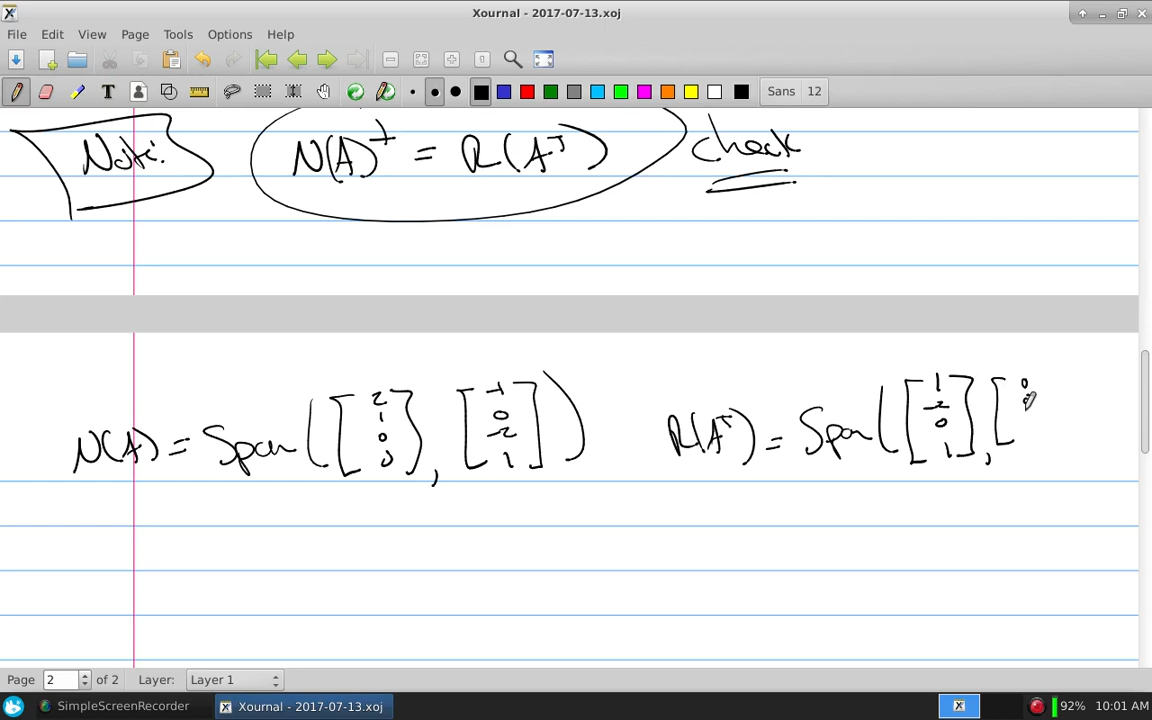 Xournal - 2017-07-13.xoj
File Edit View Page Tools Options Help
Sans 12
Note: N(A)⊥ = R(Aᵀ) check
N(A) = Span([2 1 0 0], [-1 0 -2 1]) R(Aᵀ) = Span([1 -2 0 1], [0 0
Page 2 of 2 Layer: Layer 1
SimpleScreenRecorder Xournal - 2017-07-13.xoj 92% 10:01 AM